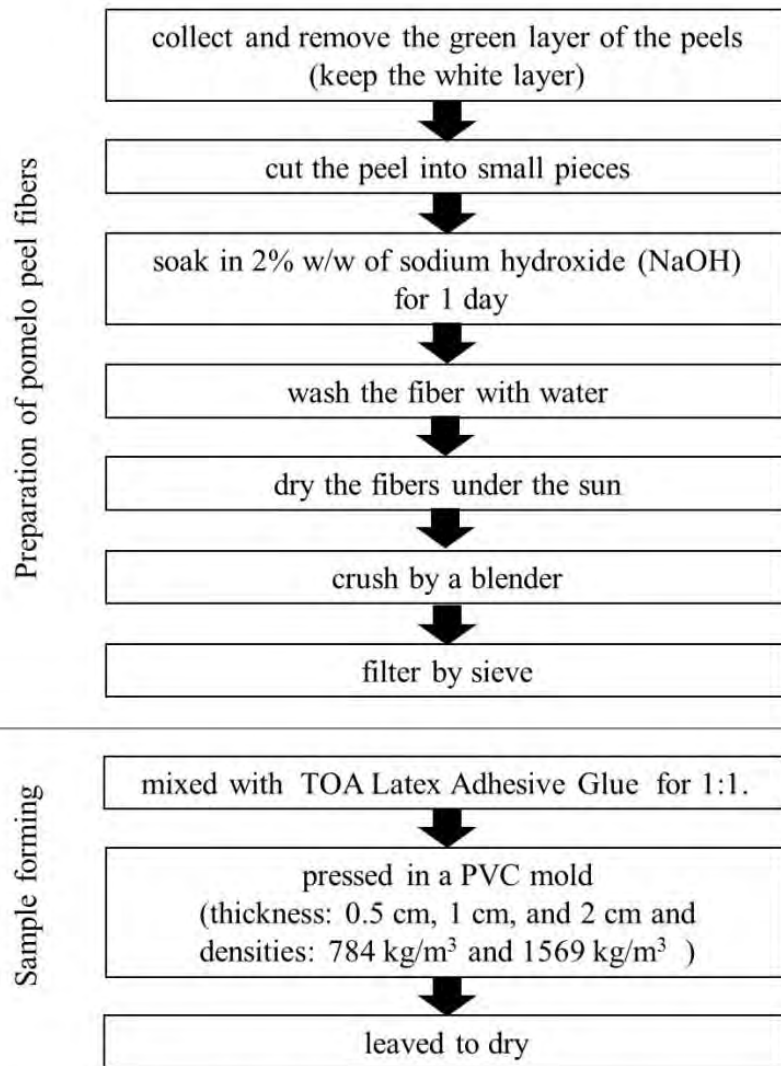 Preparation of pomelo peel fibers
collect and remove the green layer of the peels
(keep the white layer)
cut the peel into small pieces
soak in 2% w/w of sodium hydroxide (NaOH)
for 1 day
wash the fiber with water
dry the fibers under the sun
crush by a blender
filter by sieve
Sample forming
mixed with TOA Latex Adhesive Glue for 1:1.
pressed in a PVC mold
(thickness: 0.5 cm, 1 cm, and 2 cm and
densities: 784 kg/m³ and 1569 kg/m³ )
leaved to dry